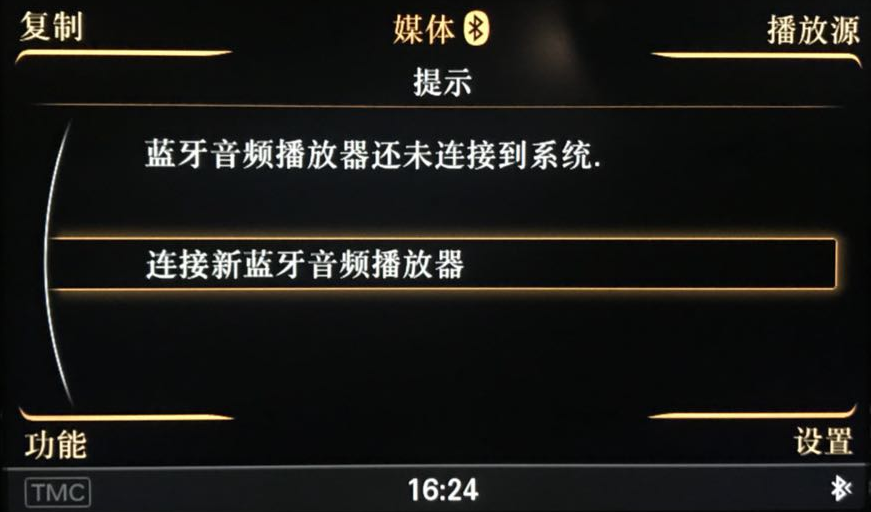 复制
媒体
播放源
提示
蓝牙音频播放器还未连接到系统.
连接新蓝牙音频播放器
功能
设置
TMC
16:24